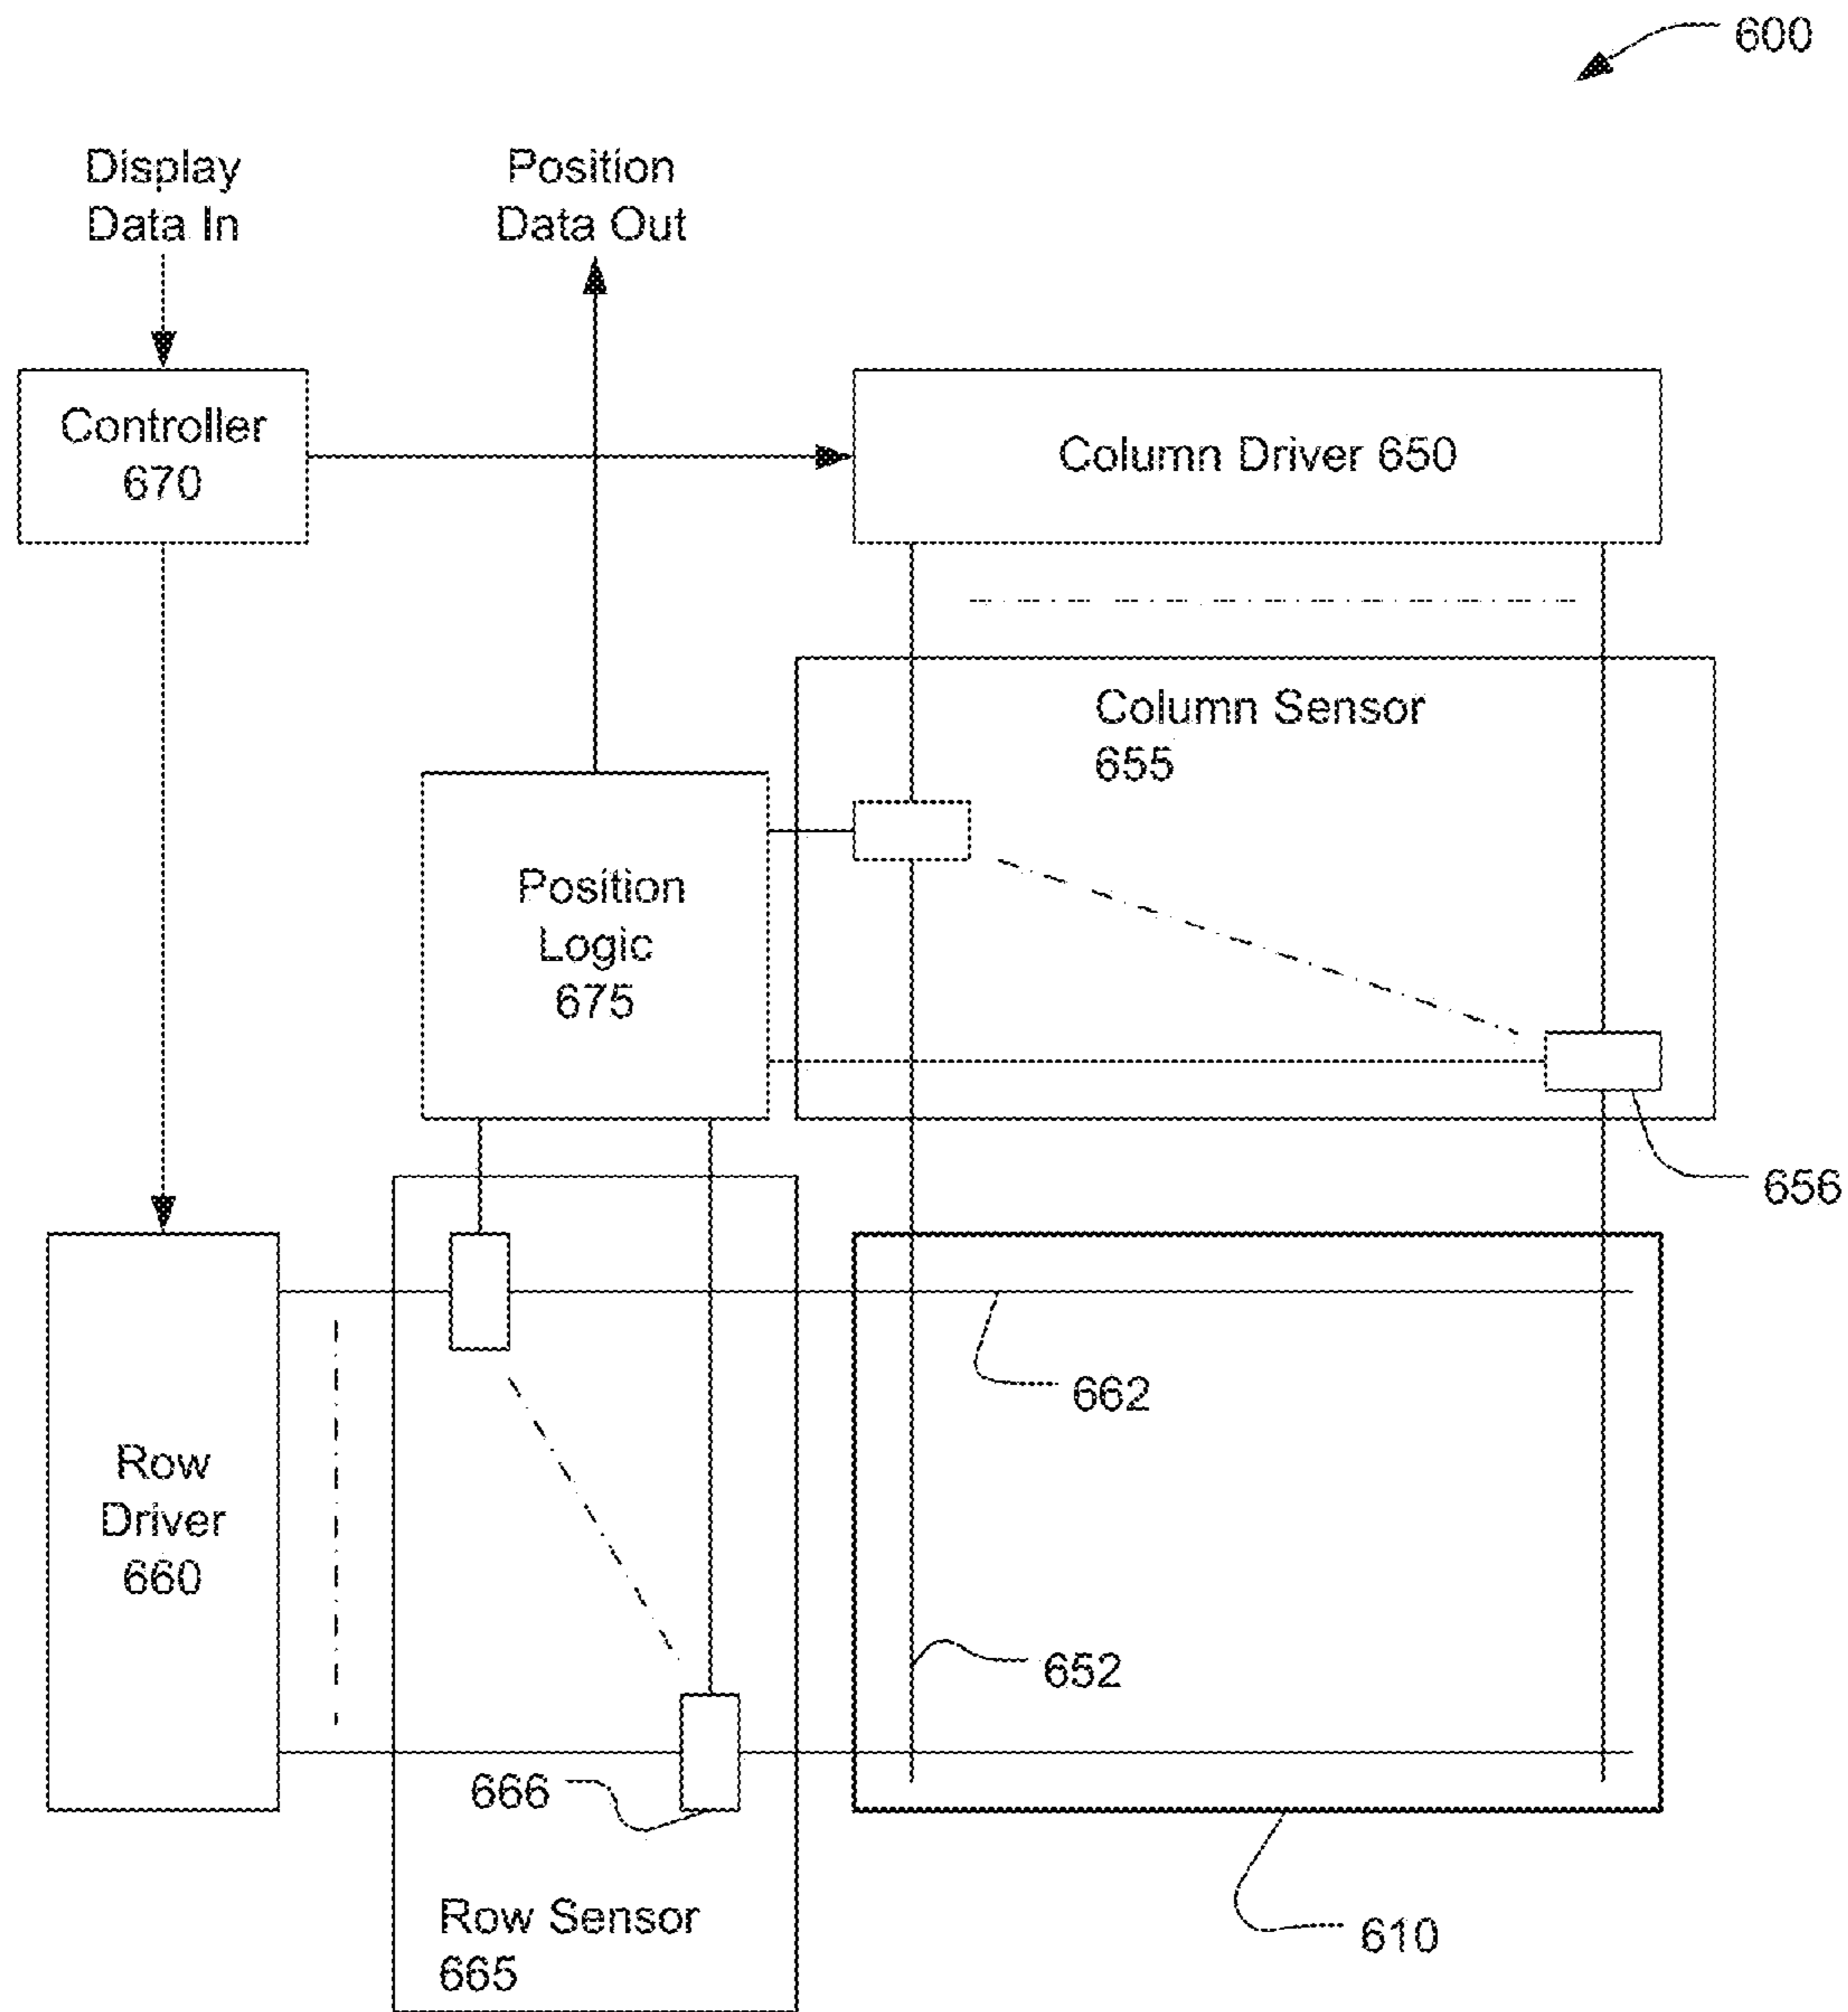 600
Display
Data In
Position
Data Out
Controller
670
Column Driver 650
Column Sensor
655
Position
Logic
675
656
662
Row
Driver
660
652
666
Row Sensor
665
610